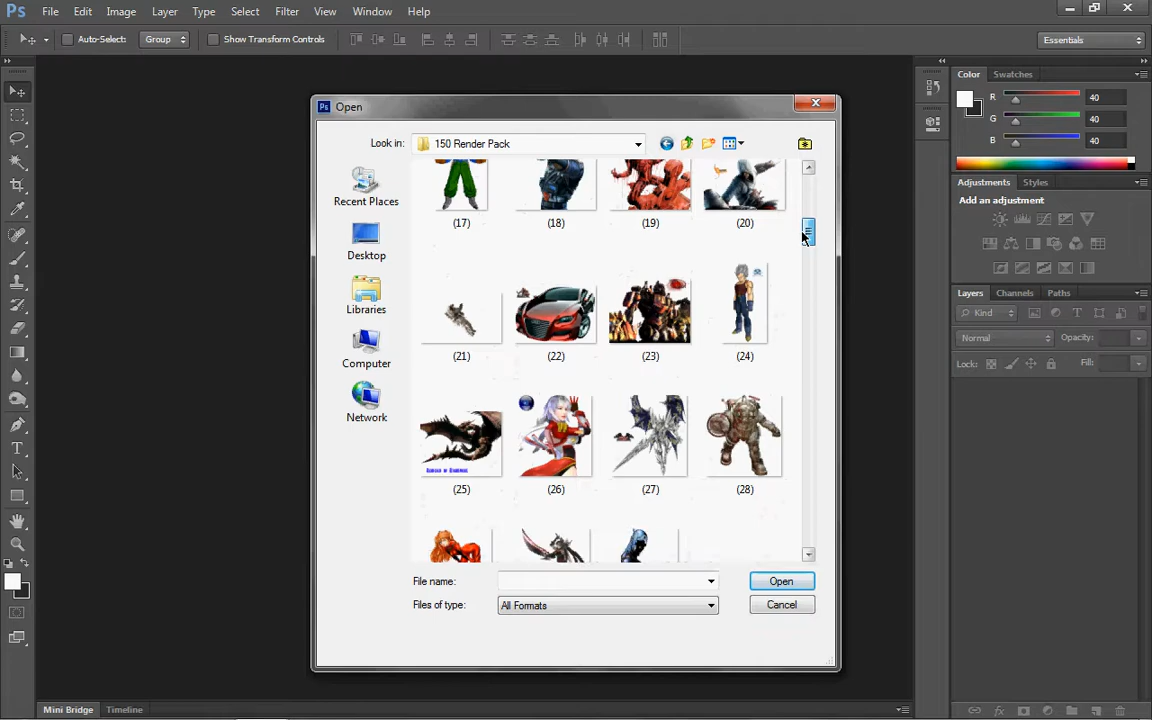 Ps File Edit Image Layer Type Select Filter View Window Help
Auto-Select: Group Show Transform Controls Essentials
Color Swatches
R 40
G 40
B 40
Adjustments Styles
Add an adjustment
Layers Channels Paths
Kind
Normal Opacity:
Lock: Fill:
Ps Open
Look in: 150 Render Pack
Recent Places
Desktop
Libraries
Computer
Network
(17) (18) (19) (20)
(21) (22) (23) (24)
(25) (26) (27) (28)
File name: Open
Files of type: All Formats Cancel
Mini Bridge Timeline